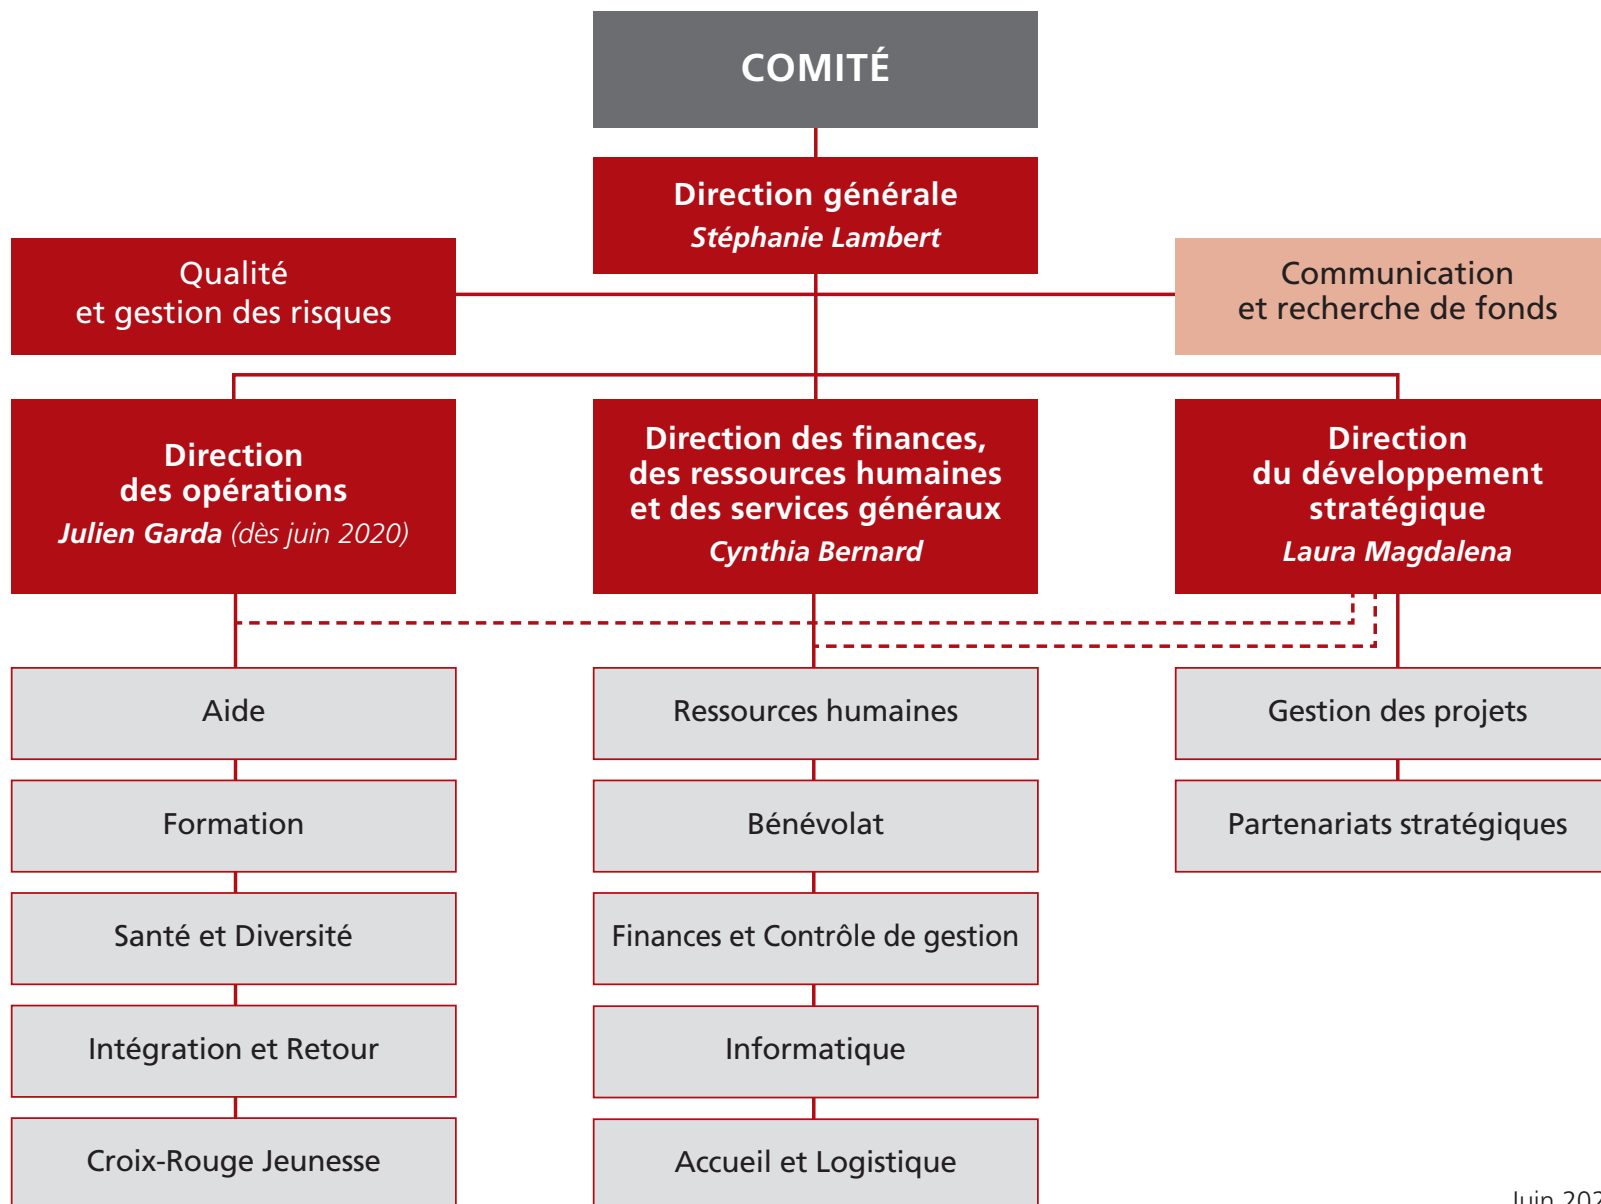 COMITÉ
Direction générale
Stéphanie Lambert
Qualité
et gestion des risques
Communication
et recherche de fonds
Direction
des opérations
Julien Garda (dès juin 2020)
Direction des finances,
des ressources humaines
et des services généraux
Cynthia Bernard
Direction
du développement
stratégique
Laura Magdalena
Aide
Formation
Santé et Diversité
Intégration et Retour
Croix-Rouge Jeunesse
Ressources humaines
Bénévolat
Finances et Contrôle de gestion
Informatique
Accueil et Logistique
Gestion des projets
Partenariats stratégiques
Juin